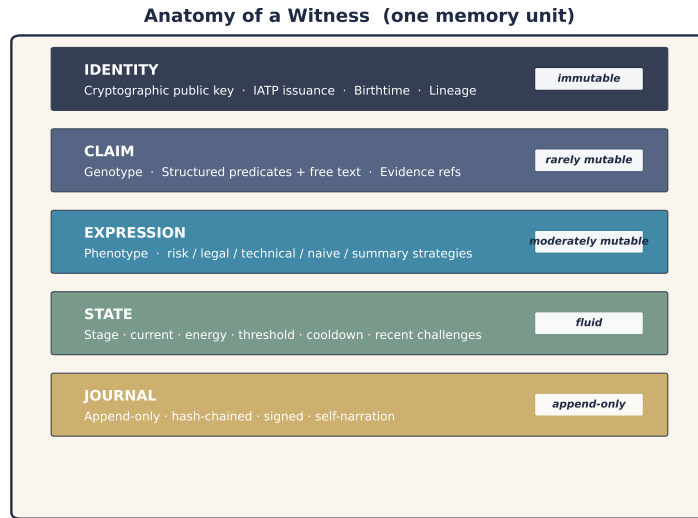 Anatomy of a Witness  (one memory unit)
IDENTITY
Cryptographic public key  ·  IATP issuance  ·  Birthtime  ·  Lineage
immutable
CLAIM
Genotype  ·  Structured predicates + free text  ·  Evidence refs
rarely mutable
EXPRESSION
Phenotype  ·  risk / legal / technical / naive / summary strategies
moderately mutable
STATE
Stage · current · energy · threshold · cooldown · recent challenges
fluid
JOURNAL
Append-only · hash-chained · signed · self-narration
append-only